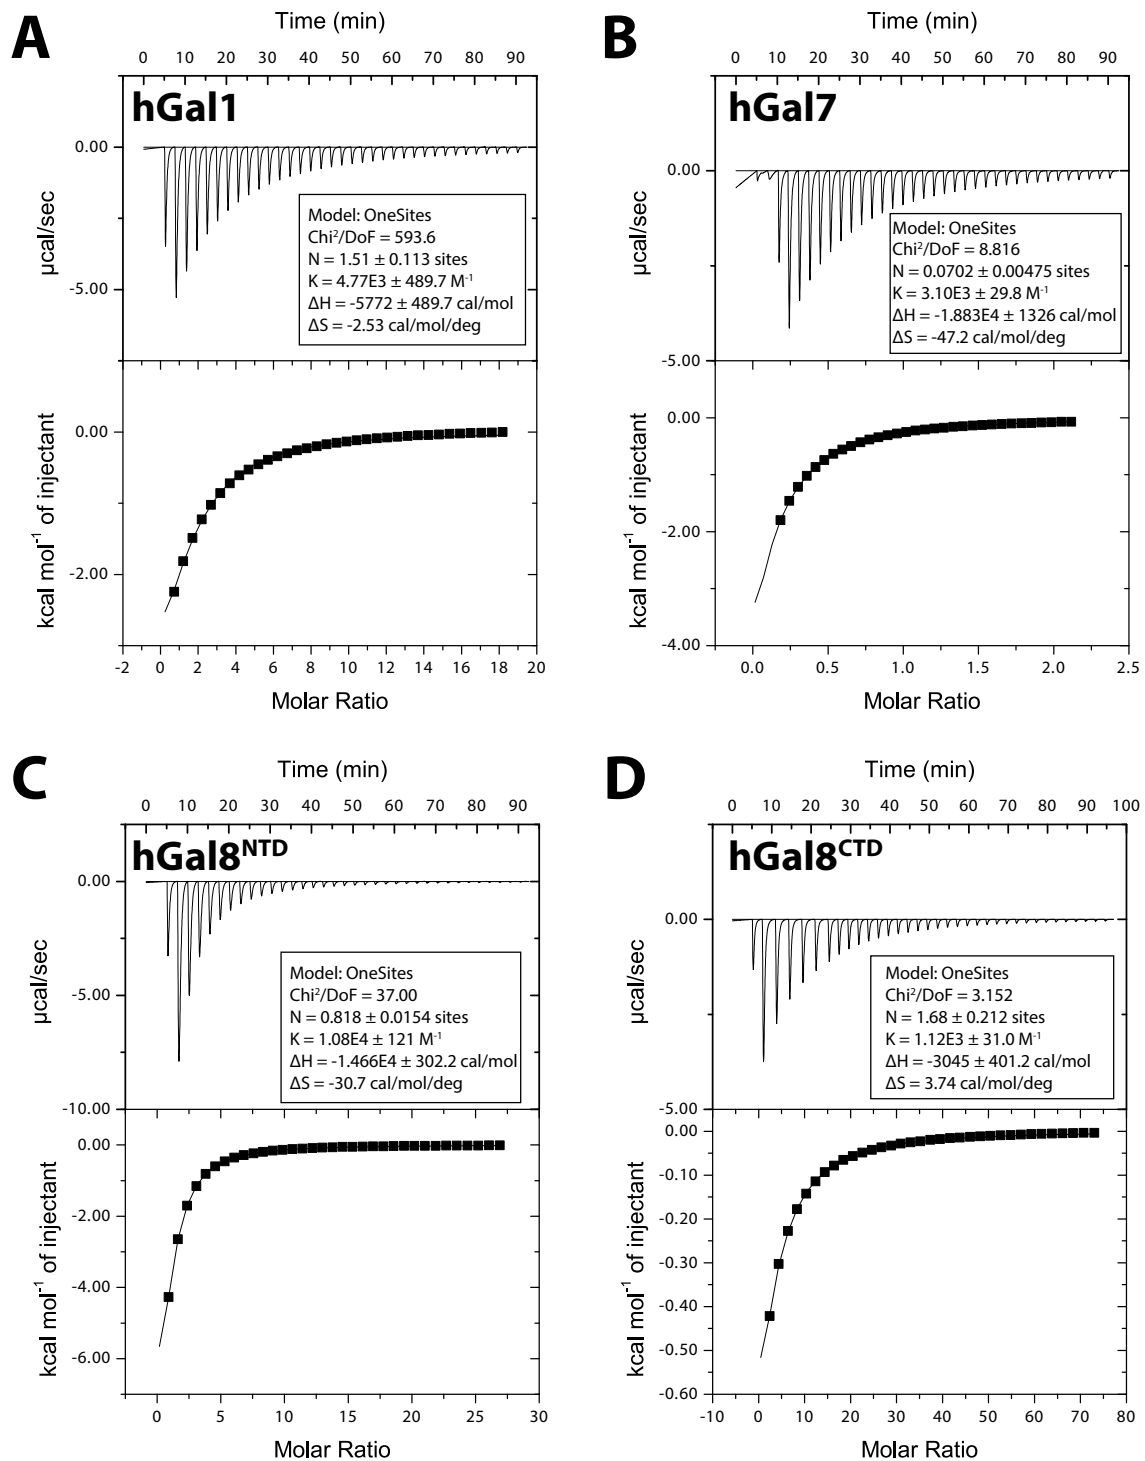 A
Time (min)
0 10 20 30 40 50 60 70 80 90
hGal1
0.00
-5.00
µcal/sec
Model: OneSites
Chi²/DoF = 593.6
N = 1.51 ± 0.113 sites
K = 4.77E3 ± 489.7 M⁻¹
ΔH = -5772 ± 489.7 cal/mol
ΔS = -2.53 cal/mol/deg
0.00
-2.00
kcal mol⁻¹ of injectant
-2 0 2 4 6 8 10 12 14 16 18 20
Molar Ratio
B
Time (min)
0 10 20 30 40 50 60 70 80 90
hGal7
0.00
-5.00
µcal/sec
Model: OneSites
Chi²/DoF = 8.816
N = 0.0702 ± 0.00475 sites
K = 3.10E3 ± 29.8 M⁻¹
ΔH = -1.883E4 ± 1326 cal/mol
ΔS = -47.2 cal/mol/deg
0.00
-2.00
-4.00
kcal mol⁻¹ of injectant
0.0 0.5 1.0 1.5 2.0 2.5
Molar Ratio
C
Time (min)
0 10 20 30 40 50 60 70 80 90
hGal8ᴺᵀᴰ
0.00
-5.00
-10.00
µcal/sec
Model: OneSites
Chi²/DoF = 37.00
N = 0.818 ± 0.0154 sites
K = 1.08E4 ± 121 M⁻¹
ΔH = -1.466E4 ± 302.2 cal/mol
ΔS = -30.7 cal/mol/deg
0.00
-2.00
-4.00
-6.00
kcal mol⁻¹ of injectant
0 5 10 15 20 25 30
Molar Ratio
D
Time (min)
0 10 20 30 40 50 60 70 80 90 100
hGal8CTD
0.00
-5.00
µcal/sec
Model: OneSites
Chi²/DoF = 3.152
N = 1.68 ± 0.212 sites
K = 1.12E3 ± 31.0 M⁻¹
ΔH = -3045 ± 401.2 cal/mol
ΔS = 3.74 cal/mol/deg
0.00
-0.10
-0.20
-0.30
-0.40
-0.50
-0.60
kcal mol⁻¹ of injectant
-10 0 10 20 30 40 50 60 70 80
Molar Ratio